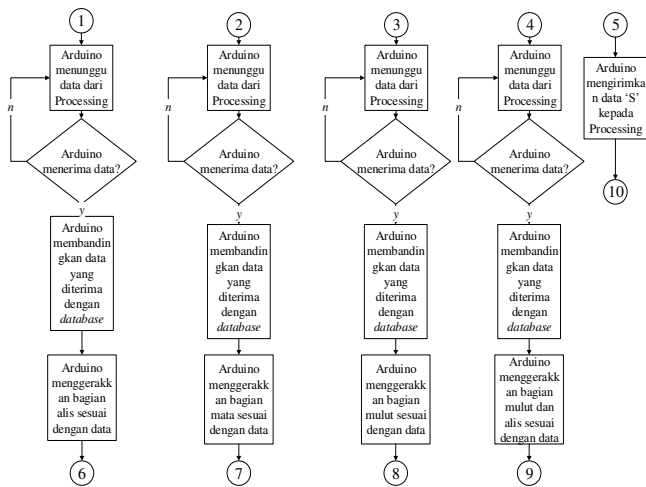 1
Arduino
menunggu
data dari
Processing
n
Arduino
menerima data?
y
Arduino
membandin
gkan data
yang
diterima
dengan
database
Arduino
menggerakk
an bagian
alis sesuai
dengan data
6
2
Arduino
menunggu
data dari
Processing
n
Arduino
menerima data?
y
Arduino
membandin
gkan data
yang
diterima
dengan
database
Arduino
menggerakk
an bagian
mata sesuai
dengan data
7
3
Arduino
menunggu
data dari
Processing
n
Arduino
menerima data?
y
Arduino
membandin
gkan data
yang
diterima
dengan
database
Arduino
menggerakk
an bagian
mulut sesuai
dengan data
8
4
Arduino
menunggu
data dari
Processing
n
Arduino
menerima data?
y
Arduino
membandin
gkan data
yang
diterima
dengan
database
Arduino
menggerakk
an bagian
mulut dan
alis sesuai
dengan data
9
5
Arduino
mengirimka
n data ‘S’
kepada
Processing
10